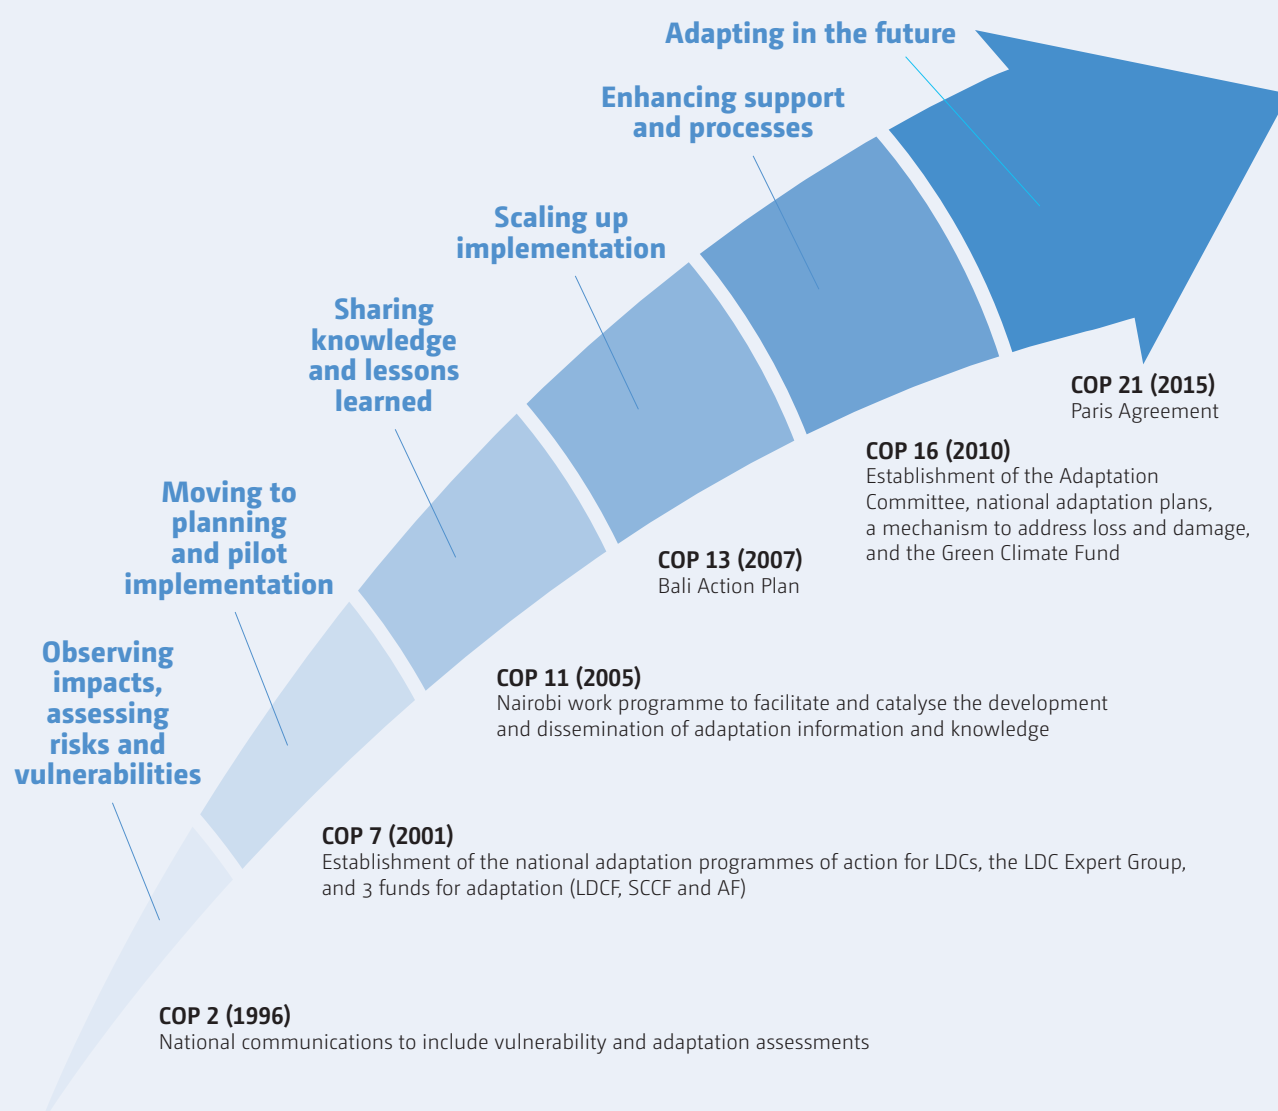 Adapting in the future
Enhancing support
and processes
Scaling up
implementation
Sharing
knowledge
and lessons
learned
Moving to
planning
and pilot
implementation
Observing
impacts,
assessing
risks and
vulnerabilities
COP 21 (2015)
Paris Agreement
COP 16 (2010)
Establishment of the Adaptation
Committee, national adaptation plans,
a mechanism to address loss and damage,
and the Green Climate Fund
COP 13 (2007)
Bali Action Plan
COP 11 (2005)
Nairobi work programme to facilitate and catalyse the development
and dissemination of adaptation information and knowledge
COP 7 (2001)
Establishment of the national adaptation programmes of action for LDCs, the LDC Expert Group,
and 3 funds for adaptation (LDCF, SCCF and AF)
COP 2 (1996)
National communications to include vulnerability and adaptation assessments